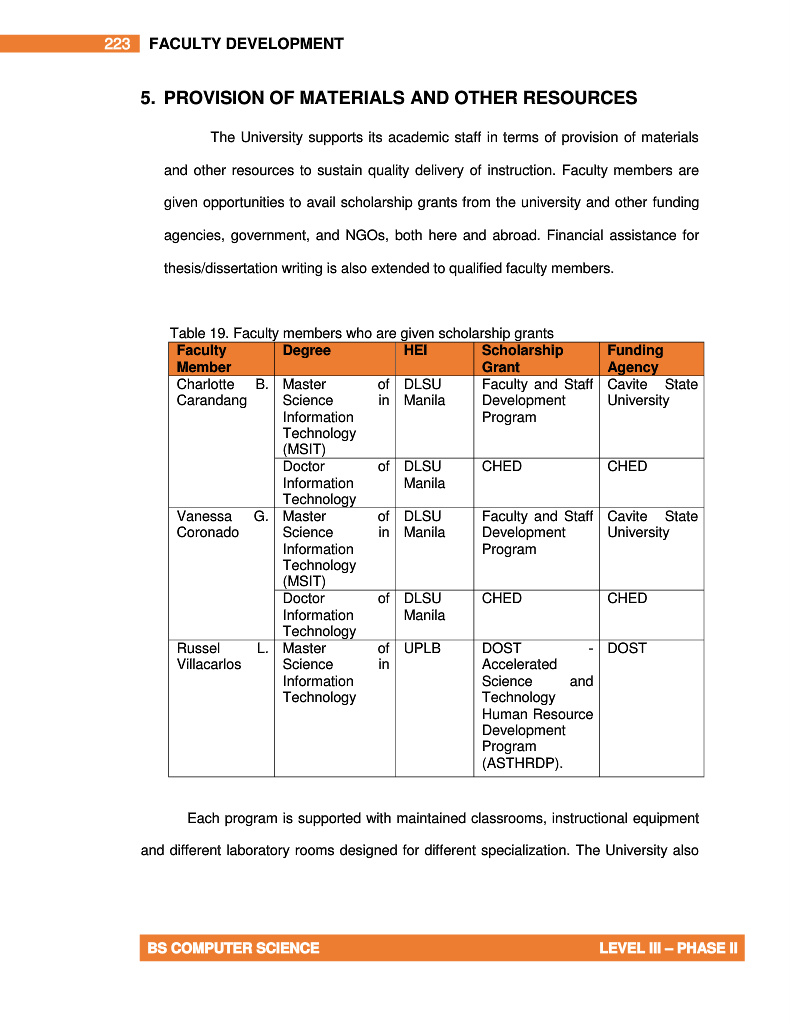 223 FACULTY DEVELOPMENT
5. PROVISION OF MATERIALS AND OTHER RESOURCES
The University supports its academic staff in terms of provision of materials
and other resources to sustain quality delivery of instruction. Faculty members are
given opportunities to avail scholarship grants from the university and other funding
agencies, government, and NGOs, both here and abroad. Financial assistance for
thesis/dissertation writing is also extended to qualified faculty members.
Table 19. Faculty members who are given scholarship grants
Faculty Degree HEI Scholarship Funding
Member Grant Agency
Charlotte B. Master of DLSU Faculty and Staff Cavite State
Carandang Science in Manila Development University
Information Program
Technology
(MSIT)
Doctor of DLSU CHED CHED
Information Manila
Technology
Vanessa G. Master of DLSU Faculty and Staff Cavite State
Coronado Science in Manila Development University
Information Program
Technology
(MSIT)
Doctor of DLSU CHED CHED
Information Manila
Technology
Russel L. Master of UPLB DOST - DOST
Villacarlos Science in Accelerated
Information Science and
Technology Technology
Human Resource
Development
Program
(ASTHRDP).
Each program is supported with maintained classrooms, instructional equipment
and different laboratory rooms designed for different specialization. The University also
BS COMPUTER SCIENCE LEVEL III – PHASE II